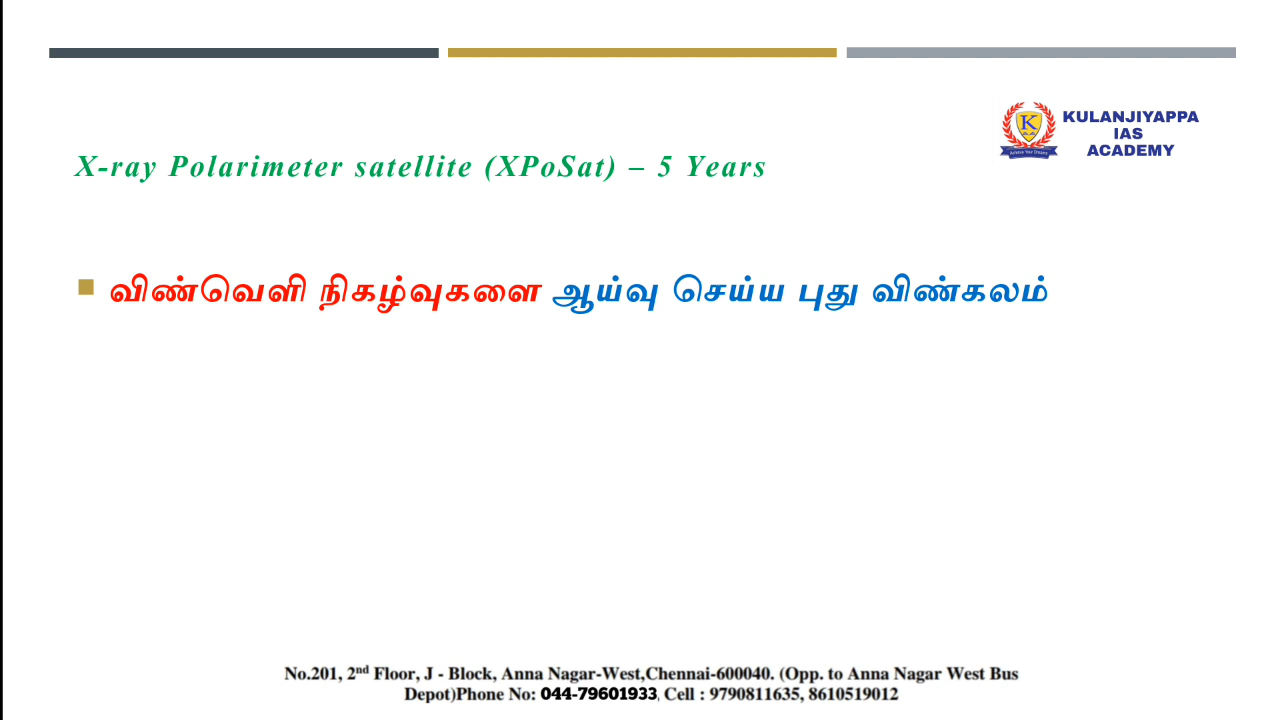 KULANJIYAPPA
IAS
ACADEMY
X-ray Polarimeter satellite (XPoSat) – 5 Years
விண்வெளி நிகழ்வுகளை ஆய்வு செய்ய புது விண்கலம்
No.201, 2nd Floor, J - Block, Anna Nagar-West,Chennai-600040. (Opp. to Anna Nagar West Bus
Depot)Phone No: 044-79601933, Cell : 9790811635, 8610519012